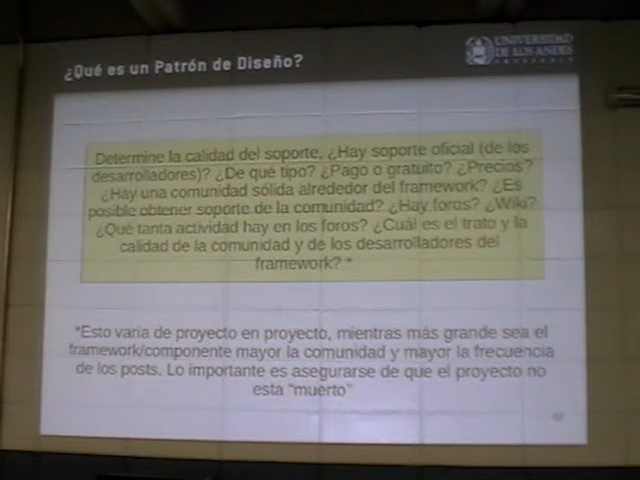 ¿Qué es un Patrón de Diseño?
UNIVERSIDAD
DE LOS ANDES
Determine la calidad del soporte. ¿Hay soporte oficial (de los
desarrolladores)? ¿De qué tipo? ¿Pago o gratuito? ¿Precios?
¿Hay una comunidad sólida alrededor del framework? ¿Es
posible obtener soporte de la comunidad? ¿Hay foros? ¿Wiki?
¿Qué tanta actividad hay en los foros? ¿Cuál es el trato y la
calidad de la comunidad y de los desarrolladores del
framework? *
*Esto varia de proyecto en proyecto, mientras más grande sea el
framework/componente mayor la comunidad y mayor la frecuencia
de los posts. Lo importante es asegurarse de que el proyecto no
esta "muerto"